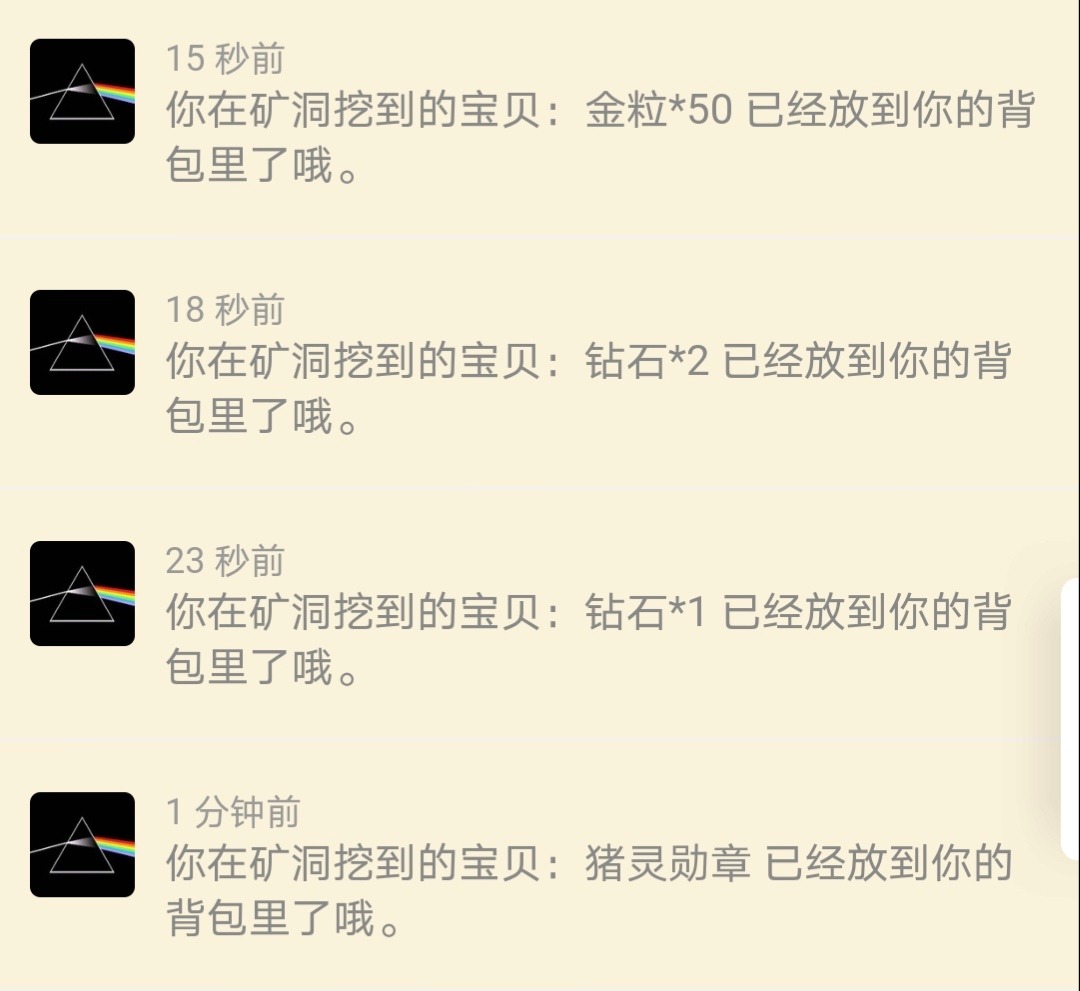 15 秒前
你在矿洞挖到的宝贝：金粒*50 已经放到你的背
包里了哦。
18 秒前
你在矿洞挖到的宝贝：钻石*2 已经放到你的背
包里了哦。
23 秒前
你在矿洞挖到的宝贝：钻石*1 已经放到你的背
包里了哦。
1 分钟前
你在矿洞挖到的宝贝：猪灵勋章 已经放到你的
背包里了哦。